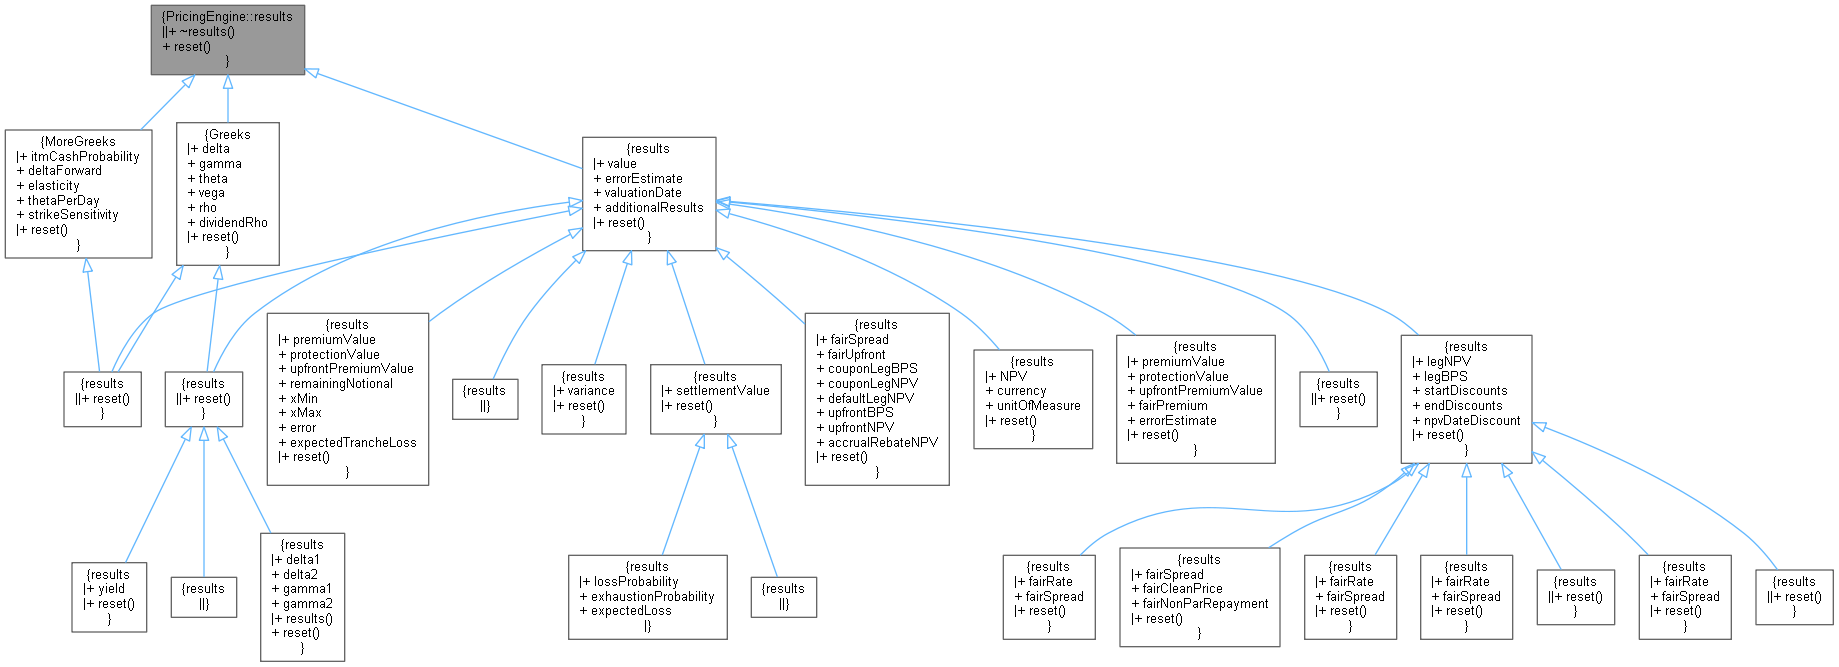 {PricingEngine::results
||+ ~results()
+ reset()
}
{MoreGreeks
|+ itmCashProbability
+ deltaForward
+ elasticity
+ thetaPerDay
+ strikeSensitivity
|+ reset()
}
{Greeks
|+ delta
+ gamma
+ theta
+ vega
+ rho
+ dividendRho
|+ reset()
}
{results
|+ value
+ errorEstimate
+ valuationDate
+ additionalResults
|+ reset()
}
{results
||+ reset()
}
{results
||+ reset()
}
{results
|+ premiumValue
+ protectionValue
+ upfrontPremiumValue
+ remainingNotional
+ xMin
+ xMax
+ error
+ expectedTrancheLoss
|+ reset()
}
{results
||}
{results
|+ variance
|+ reset()
}
{results
|+ settlementValue
|+ reset()
}
{results
|+ fairSpread
+ fairUpfront
+ couponLegBPS
+ couponLegNPV
+ defaultLegNPV
+ upfrontBPS
+ upfrontNPV
+ accrualRebateNPV
|+ reset()
}
{results
|+ NPV
+ currency
+ unitOfMeasure
|+ reset()
}
{results
|+ premiumValue
+ protectionValue
+ upfrontPremiumValue
+ fairPremium
+ errorEstimate
|+ reset()
}
{results
||+ reset()
}
{results
|+ legNPV
+ legBPS
+ startDiscounts
+ endDiscounts
+ npvDateDiscount
|+ reset()
}
{results
|+ yield
|+ reset()
}
{results
||}
{results
|+ delta1
+ delta2
+ gamma1
+ gamma2
|+ results()
+ reset()
}
{results
|+ lossProbability
+ exhaustionProbability
+ expectedLoss
|}
{results
||}
{results
|+ fairRate
+ fairSpread
|+ reset()
}
{results
|+ fairSpread
+ fairCleanPrice
+ fairNonParRepayment
|+ reset()
}
{results
|+ fairRate
+ fairSpread
|+ reset()
}
{results
|+ fairRate
+ fairSpread
|+ reset()
}
{results
||+ reset()
}
{results
|+ fairRate
+ fairSpread
|+ reset()
}
{results
||+ reset()
}